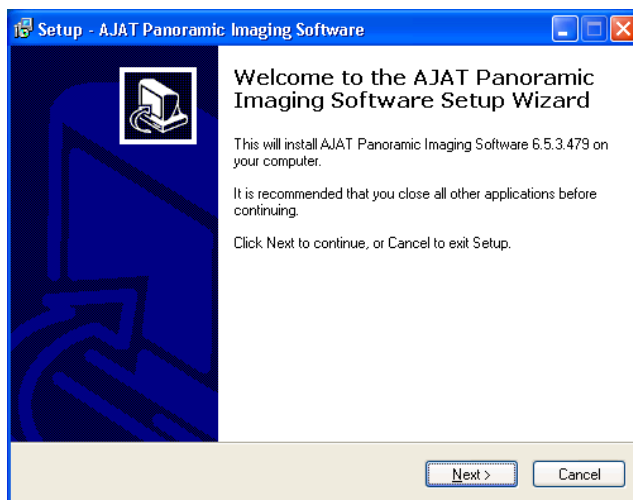 Setup - AJAT Panoramic Imaging Software
Welcome to the AJAT Panoramic
Imaging Software Setup Wizard
This will install AJAT Panoramic Imaging Software 6.5.3.479 on
your computer.
It is recommended that you close all other applications before
continuing.
Click Next to continue, or Cancel to exit Setup.
Next >
Cancel